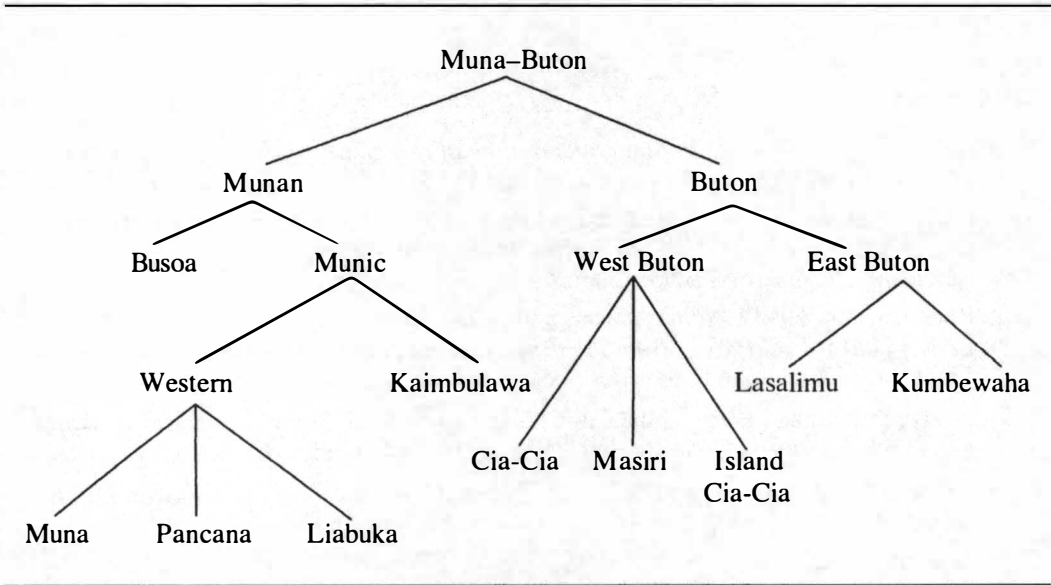 Muna–Buton
Munan Buton
Busoa Munic West Buton East Buton
Western Kaimbulawa Lasalimu Kumbewaha
Cia-Cia Masiri Island
Cia-Cia
Muna Pancana Liabuka